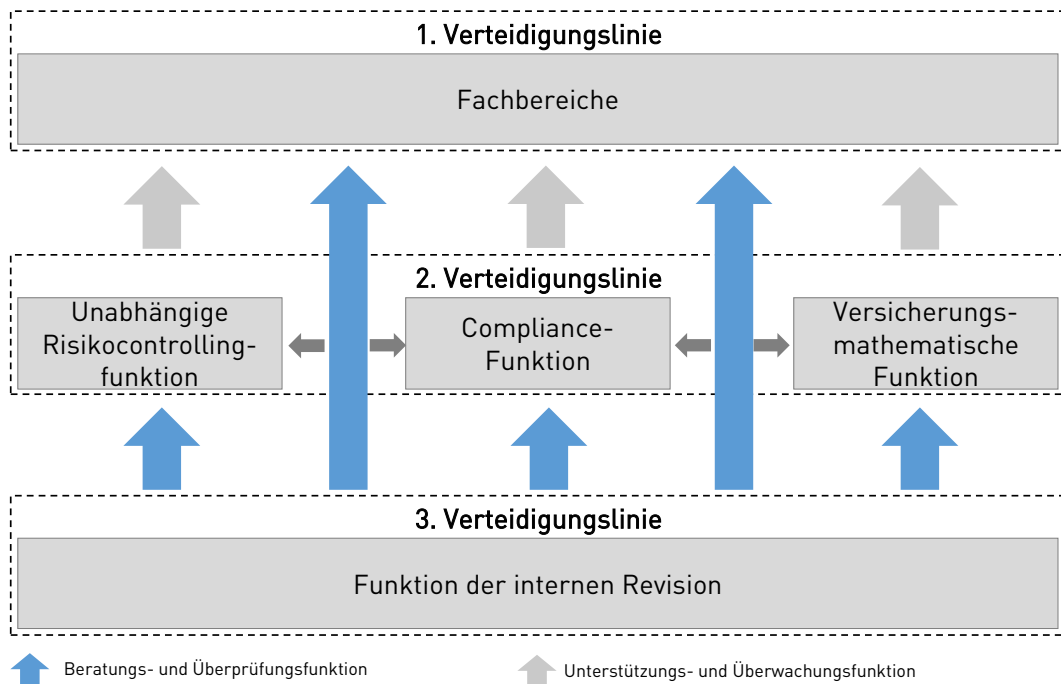 1. Verteidigungslinie
Fachbereiche
2. Verteidigungslinie
Unabhängige
Risikocontrolling-
funktion
Compliance-
Funktion
Versicherungs-
mathematische
Funktion
3. Verteidigungslinie
Funktion der internen Revision
Beratungs- und Überprüfungsfunktion
Unterstützungs- und Überwachungsfunktion